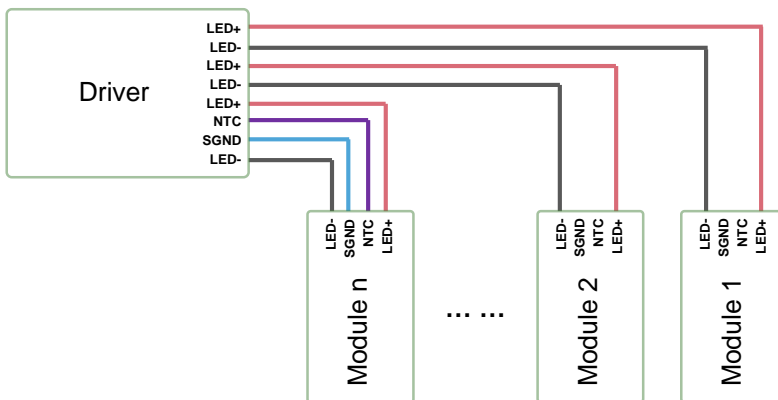 LED+
LED-
LED+
LED-
LED+
NTC
SGND
LED-
Driver
LED-
SGND
NTC
LED+
Module n
... ...
LED-
SGND
NTC
LED+
Module 2
LED-
SGND
NTC
LED+
Module 1